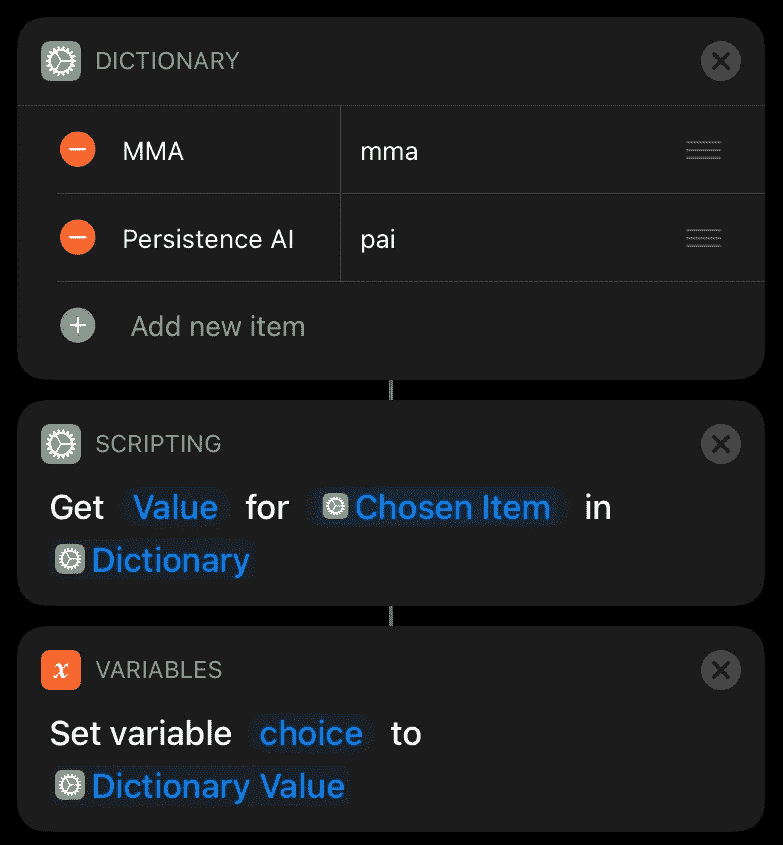 DICTIONARY
MMA mma
Persistence AI pai
Add new item
SCRIPTING
Get Value for Chosen Item in
Dictionary
VARIABLES
Set variable choice to
Dictionary Value